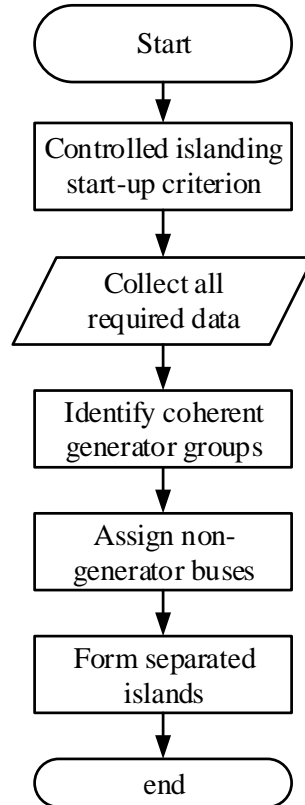 Start
Controlled islanding
start-up criterion
Collect all
required data
Identify coherent
generator groups
Assign non-
generator buses
Form separated
islands
end